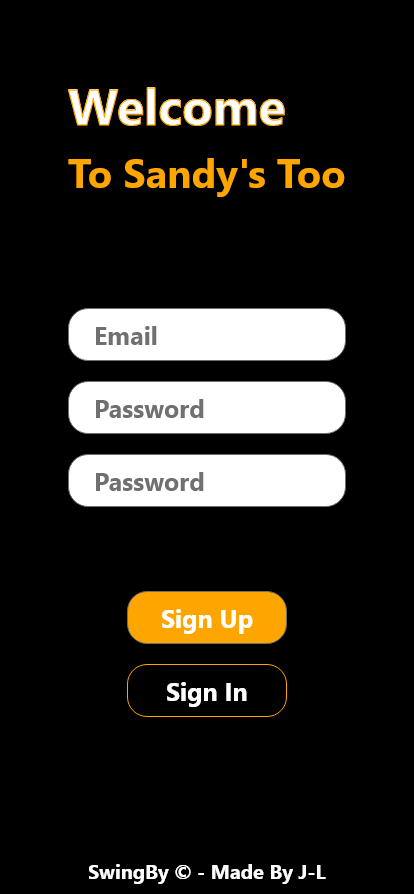 Welcome
To Sandy's Too
Email
Password
Password
Sign Up
Sign In
SwingBy © - Made By J-L